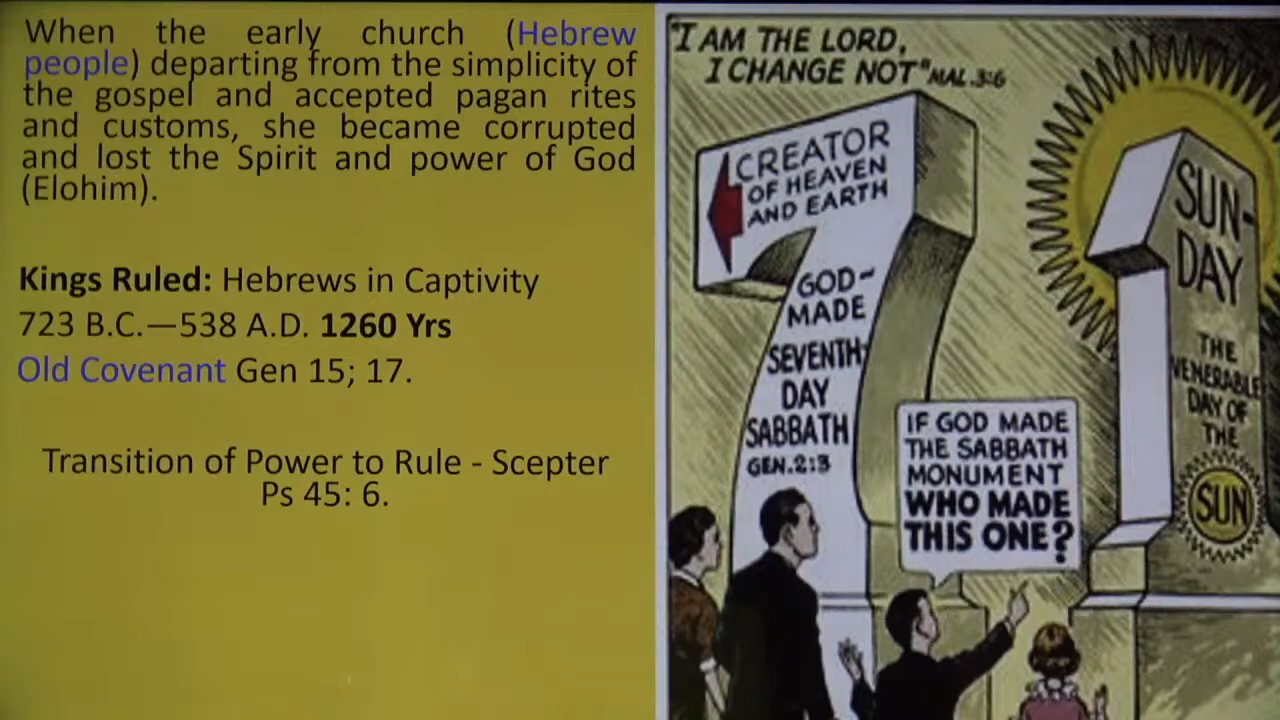 When the early church (Hebrew
people) departing from the simplicity of
the gospel and accepted pagan rites
and customs, she became corrupted
and lost the Spirit and power of God
(Elohim).
Kings Ruled: Hebrews in Captivity
723 B.C.—538 A.D. 1260 Yrs
Old Covenant Gen 15; 17.
Transition of Power to Rule - Scepter
Ps 45: 6.
"I AM THE LORD,
I CHANGE NOT" MAL.3:6
CREATOR
OF HEAVEN
AND EARTH
GOD-
MADE
SEVENTH-
DAY
SABBATH
GEN.2:3
IF GOD MADE
THE SABBATH
MONUMENT
WHO MADE
THIS ONE?
SUN-
DAY
THE
VENERABLE
DAY OF
THE
SUN